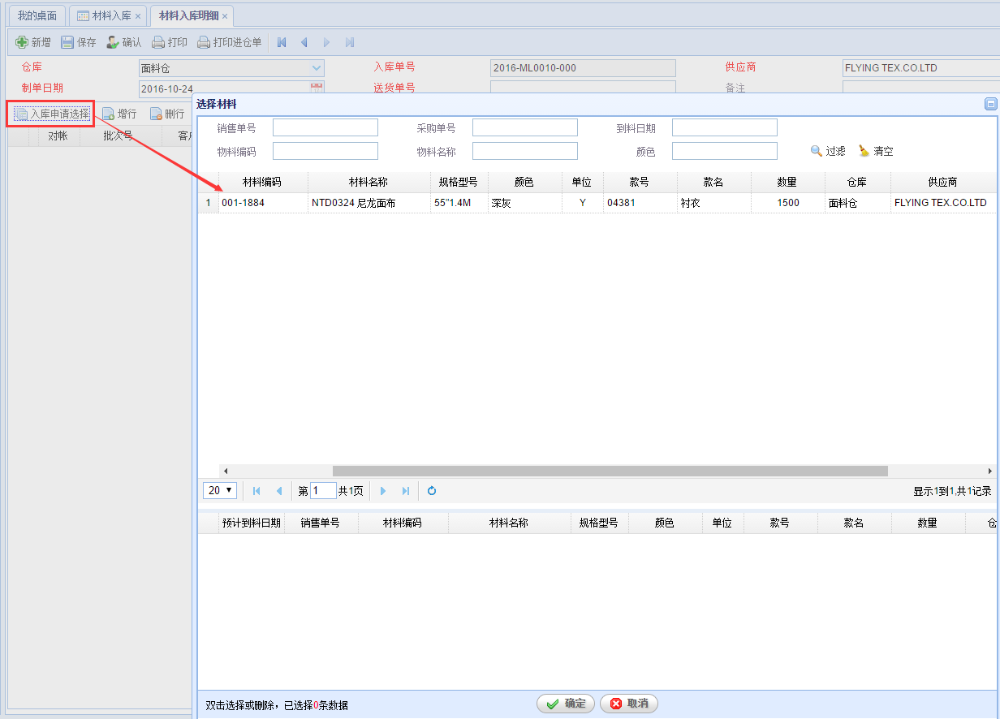 我的桌面 材料入库 × 材料入库明细 ×
新增 保存 确认 打印 打印进仓单
仓库 面料仓 入库单号 2016-ML0010-000 供应商 FLYING TEX.CO.LTD
制单日期 2016-10-24 送货单号 备注
入库申请选择 增行 删行
对帐 批次号 客户
选择材料
销售单号 采购单号 到料日期
物料编码 物料名称 颜色 过滤 清空
材料编码 材料名称 规格型号 颜色 单位 款号 款名 数量 仓库 供应商
1 001-1884 NTD0324 尼龙面布 55"1.4M 深灰 Y 04381 衬衣 1500 面料仓 FLYING TEX.CO.LTD
20 第 1 共1页 显示1到1,共1记录
预计到料日期 销售单号 材料编码 材料名称 规格型号 颜色 单位 款号 款名 数量 仓
双击选择或删除，已选择0条数据 确定 取消